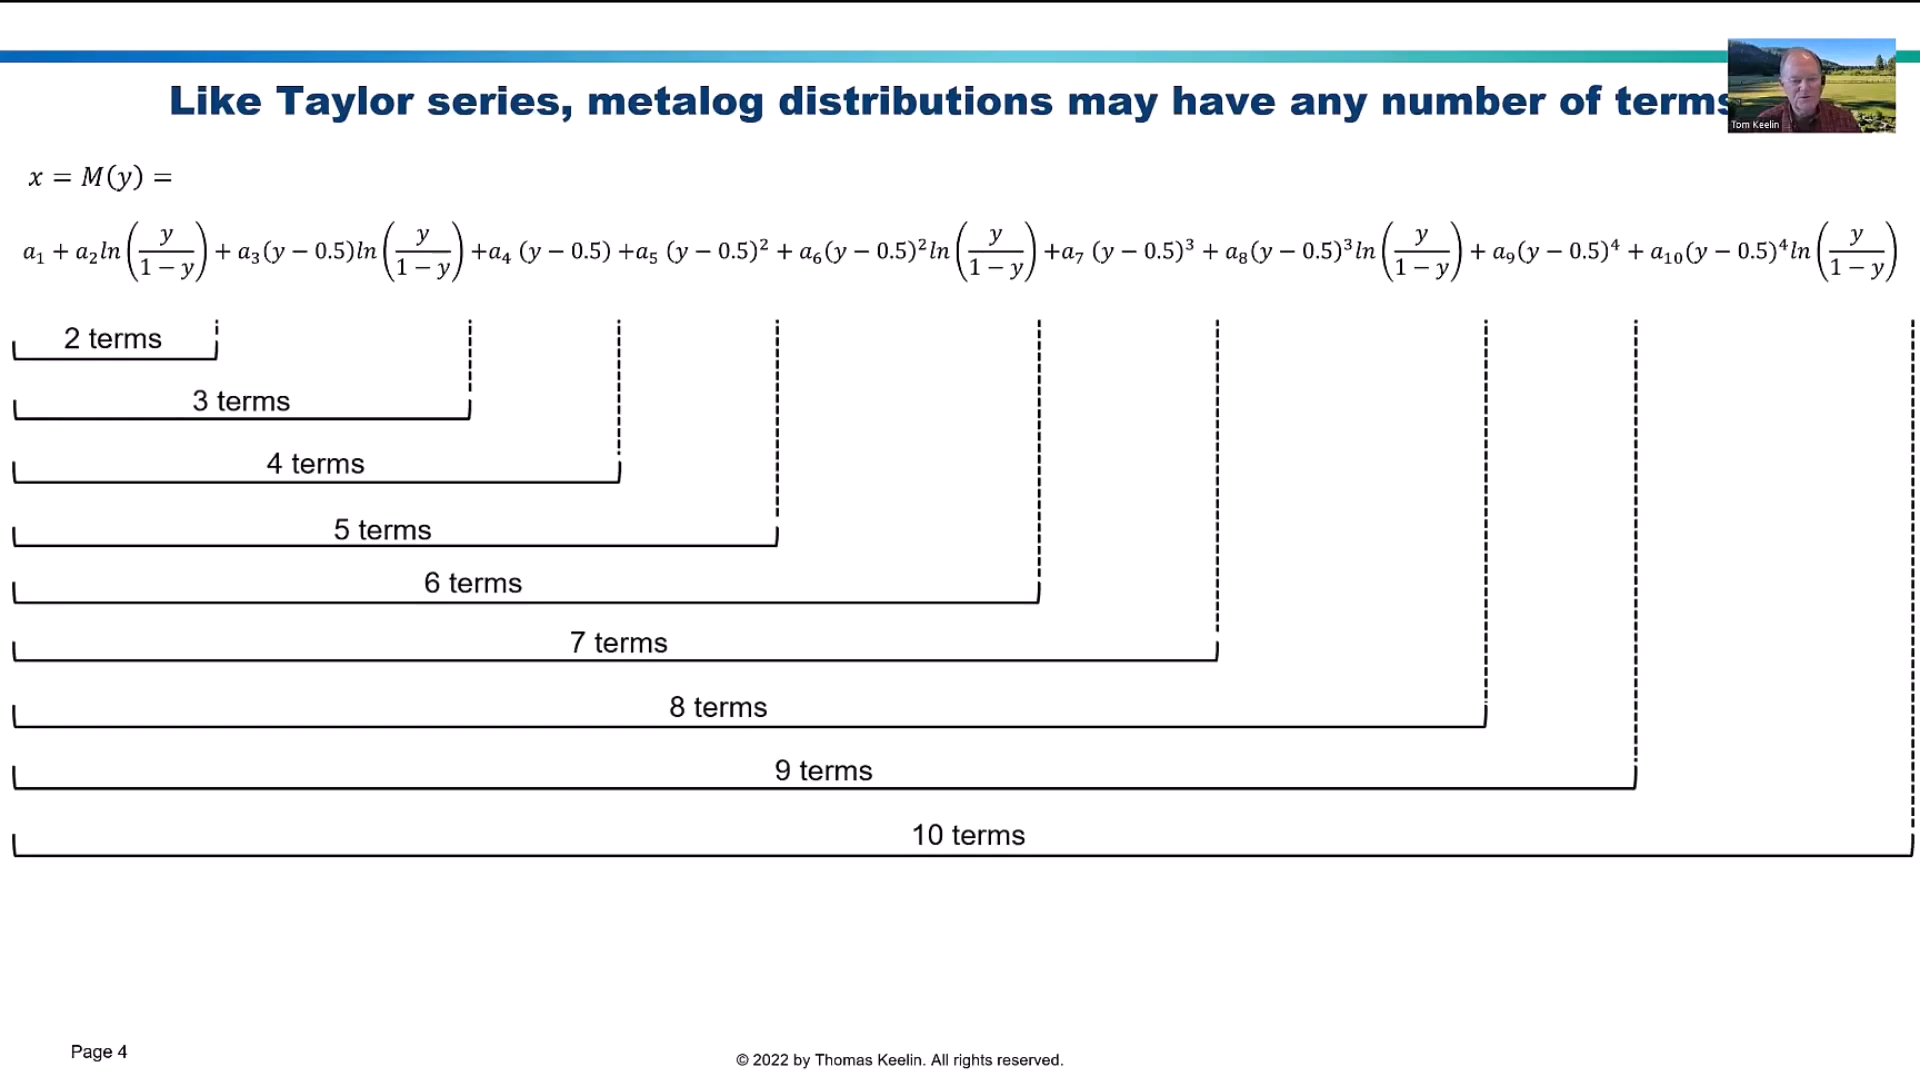 Like Taylor series, metalog distributions may have any number of terms
Tom Keelin
x = M(y) =
a₁ + a₂ln(y/(1 − y)) + a₃(y − 0.5)ln(y/(1 − y)) +a₄ (y − 0.5) +a₅ (y − 0.5)² + a₆(y − 0.5)²ln(y/(1 − y)) +a₇ (y − 0.5)³ + a₈(y − 0.5)³ln(y/(1 − y)) + a₉(y − 0.5)⁴ + a₁₀(y − 0.5)⁴ln(y/(1 − y))
2 terms
3 terms
4 terms
5 terms
6 terms
7 terms
8 terms
9 terms
10 terms
Page 4
© 2022 by Thomas Keelin. All rights reserved.